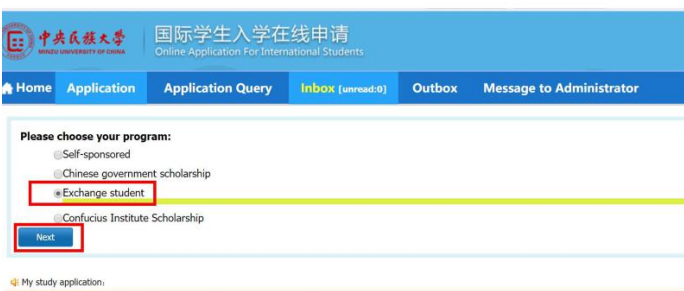 中央民族大学
MINZU UNIVERSITY OF CHINA
国际学生入学在线申请
Online Application For International Students
Home Application Application Query Inbox [unread:0] Outbox Message to Administrator
Please choose your program:
Self-sponsored
Chinese government scholarship
Exchange student
Confucius Institute Scholarship
Next
My study application: